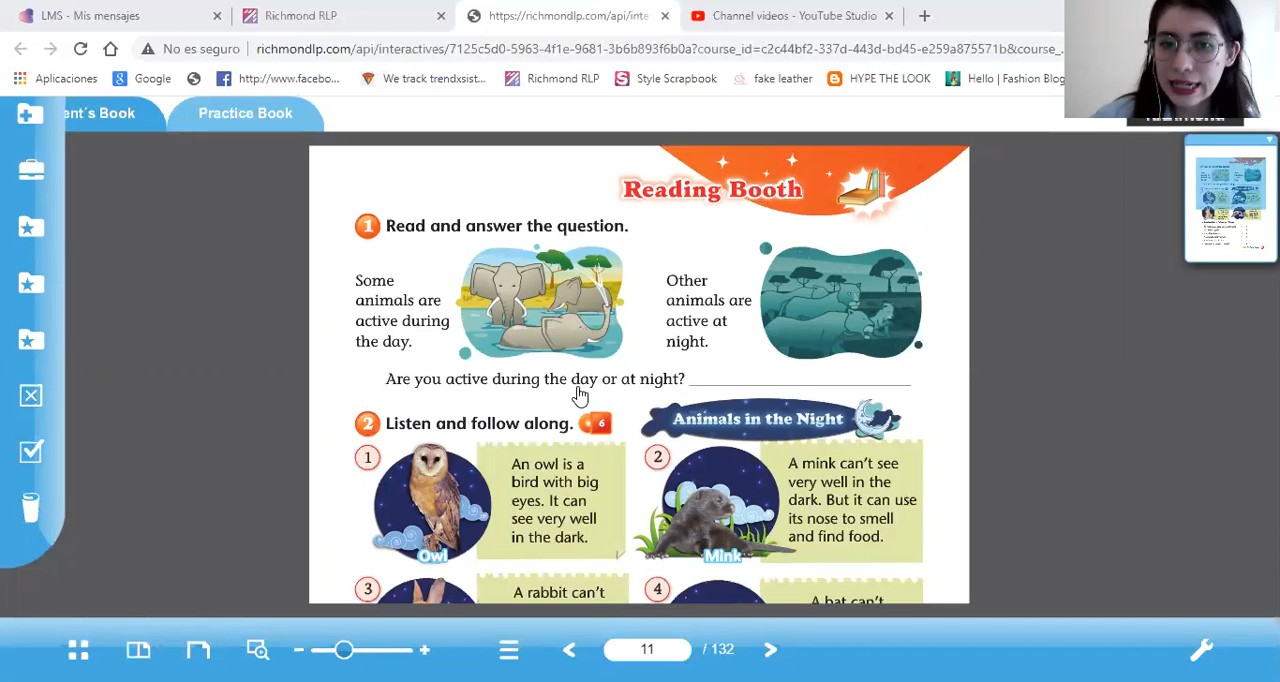 LMS - Mis mensajes
Richmond RLP
https://richmondlp.com/api/inte
Channel videos - YouTube Studio
No es seguro
richmondlp.com/api/interactives/7125c5d0-5963-4f1e-9681-3b6b893f6b0a?course_id=c2c44bf2-337d-443d-bd45-e259a875571b&course_...
Aplicaciones
Google
http://www.facebo...
We track trendxsist...
Richmond RLP
Style Scrapbook
fake leather
HYPE THE LOOK
Hello | Fashion Blog
ent´s Book
Practice Book
Reading Booth
1 Read and answer the question.
Some
animals are
active during
the day.
Other
animals are
active at
night.
Are you active during the day or at night?
2 Listen and follow along. 6
Animals in the Night
1
An owl is a
bird with big
eyes. It can
see very well
in the dark.
Owl
2
A mink can't see
very well in the
dark. But it can use
its nose to smell
and find food.
Mink
3
A rabbit can't
4
A bat can't
11 / 132